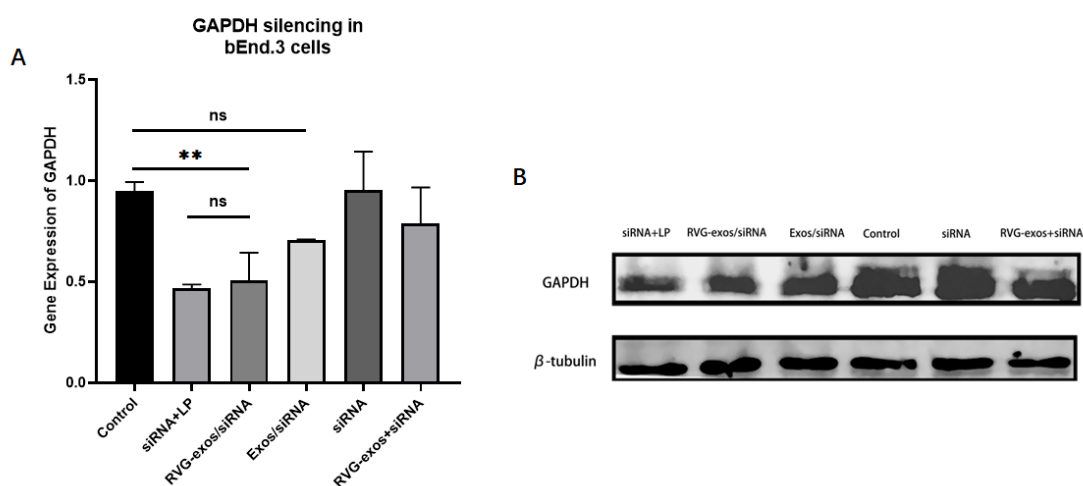 A
GAPDH silencing in
bEnd.3 cells
Gene Expression of GAPDH
1.5
1.0
0.5
0.0
ns
**
ns
Control
siRNA+LP
RVG-exos/siRNA
Exos/siRNA
siRNA
RVG-exos+siRNA
B
siRNA+LP RVG-exos/siRNA Exos/siRNA Control siRNA RVG-exos+siRNA
GAPDH
β-tubulin